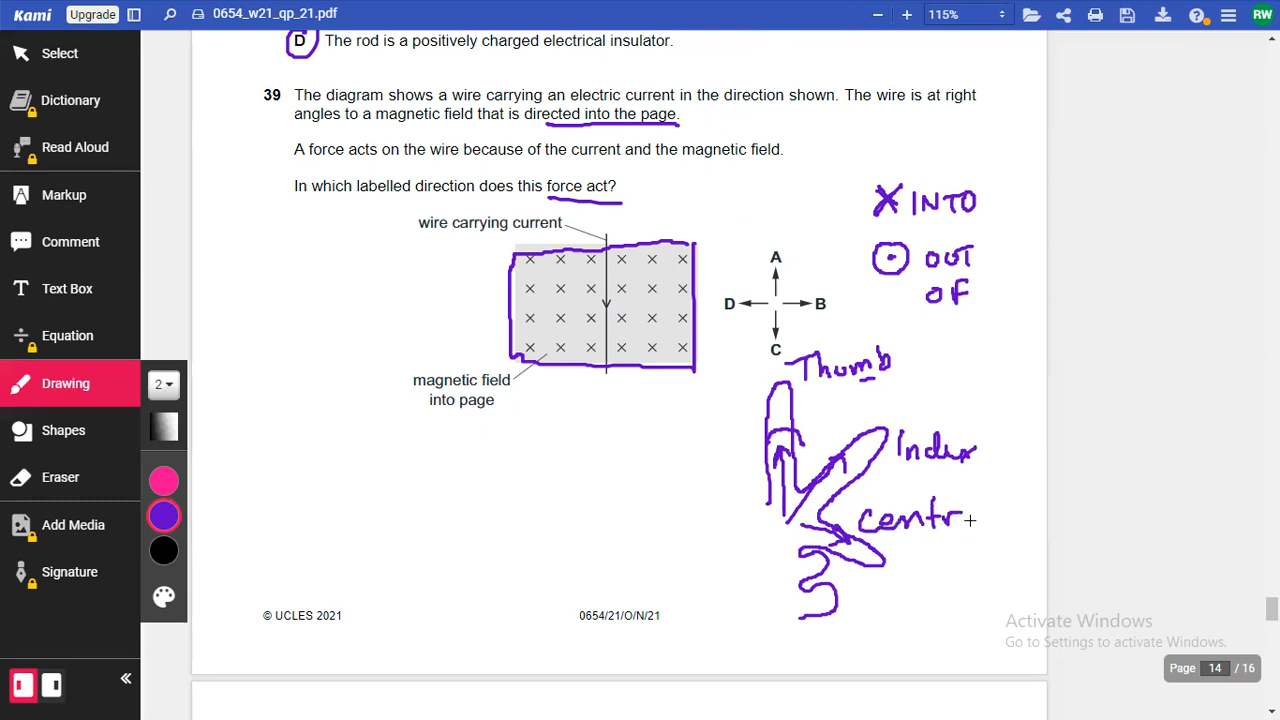 Kami
Upgrade
0654_w21_qp_21.pdf
115%
RW
Select
Dictionary
Read Aloud
Markup
Comment
Text Box
Equation
Drawing
Shapes
Eraser
Add Media
Signature
2
D The rod is a positively charged electrical insulator.
39 The diagram shows a wire carrying an electric current in the direction shown. The wire is at right
angles to a magnetic field that is directed into the page.
A force acts on the wire because of the current and the magnetic field.
In which labelled direction does this force act?
wire carrying current
× × × × × ×
× × × × × ×
× × × × × ×
× × × × × ×
magnetic field
into page
A
D B
C
X INTO
OUT
OF
Thumb
Index
Centr
© UCLES 2021
0654/21/O/N/21
Activate Windows
Go to Settings to activate Windows.
Page 14 / 16